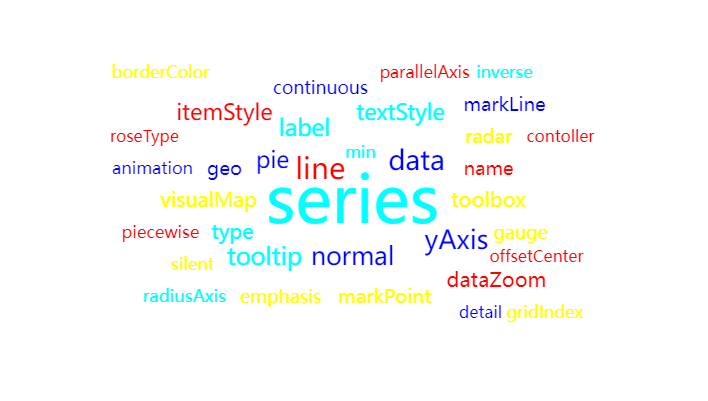 borderColor
parallelAxis
inverse
continuous
itemStyle
textStyle
markLine
label
roseType
radar
contoller
min
animation
geo
pie
line
data
name
visualMap
series
toolbox
piecewise
type
yAxis
gauge
silent
tooltip
normal
offsetCenter
dataZoom
radiusAxis
emphasis
markPoint
detail
gridIndex